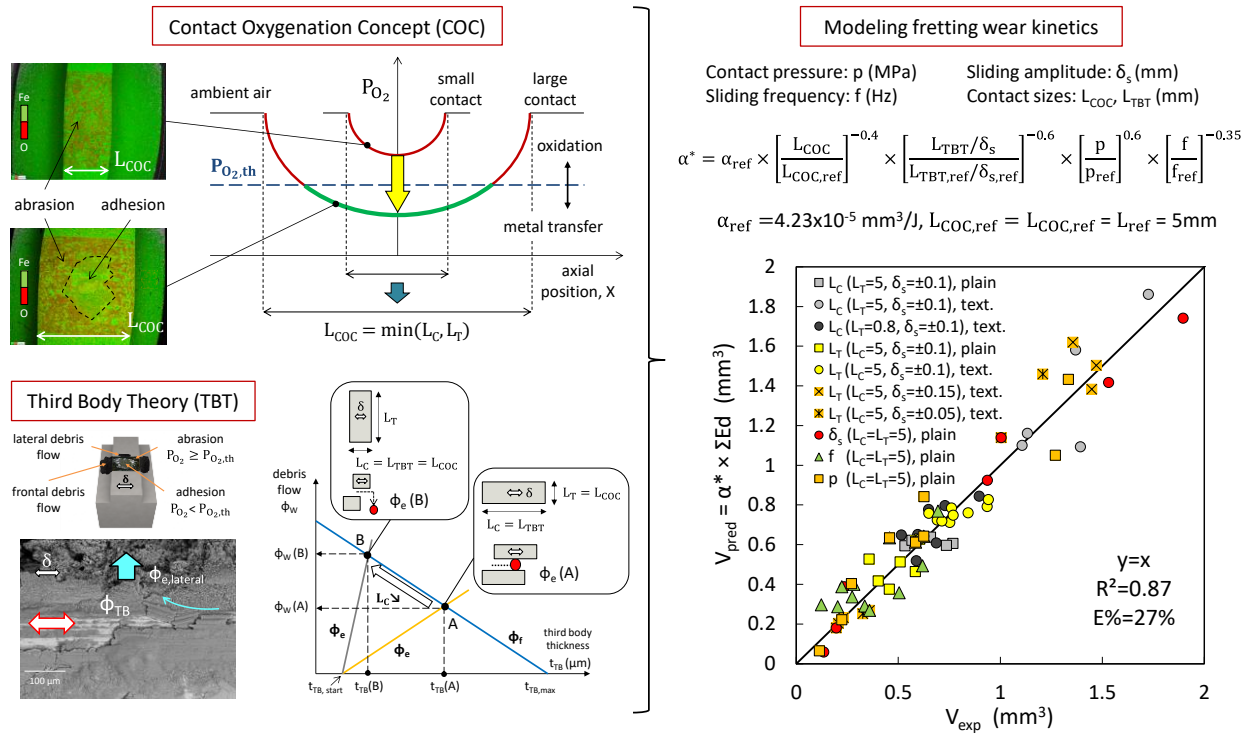 Contact Oxygenation Concept (COC)
Fe
O
L_COC
abrasion
adhesion
Fe
O
L_COC
P_O₂
ambient air
small contact
large contact
P_O₂,th
oxidation
metal transfer
axial position, X
L_COC = min(L_C, L_T)
Third Body Theory (TBT)
lateral debris flow
abrasion
P_O₂ ≥ P_O₂,th
frontal debris flow
adhesion
P_O₂ < P_O₂,th
δ
δ
ϕ_e,lateral
ϕ_TB
100 µm
δ
L_T
L_C = L_TBT = L_COC
ϕ_e (B)
δ
L_T = L_COC
L_C = L_TBT
ϕ_e (A)
debris flow
ϕ_W
ϕ_W (B)
ϕ_W (A)
B
L_C ↘
A
ϕ_e
ϕ_e
ϕ_f
third body thickness
t_TB (µm)
t_TB,start
t_TB(B)
t_TB(A)
t_TB,max
Modeling fretting wear kinetics
Contact pressure: p (MPa)
Sliding amplitude: δ_s (mm)
Sliding frequency: f (Hz)
Contact sizes: L_COC, L_TBT (mm)
α* = α_ref × [L_COC / L_COC,ref]^−0.4 × [(L_TBT/δ_s) / (L_TBT,ref/δ_s,ref)]^−0.6 × [p / p_ref]^0.6 × [f / f_ref]^−0.35
α_ref =4.23x10⁻⁵ mm³/J, L_COC,ref = L_COC,ref = L_ref = 5mm
V_pred = α* × ΣEd (mm³)
2
1.8
1.6
1.4
1.2
1
0.8
0.6
0.4
0.2
0
L_C (L_T=5, δ_s=±0.1), plain
L_C (L_T=5, δ_s=±0.1), text.
L_C (L_T=0.8, δ_s=±0.1), text.
L_T (L_C=5, δ_s=±0.1), plain
L_T (L_C=5, δ_s=±0.1), text.
L_T (L_C=5, δ_s=±0.15), text.
L_T (L_C=5, δ_s=±0.05), text.
δ_s (L_C=L_T=5), plain
f (L_C=L_T=5), plain
p (L_C=L_T=5), plain
y=x
R²=0.87
E%=27%
0
0.5
1
1.5
2
V_exp (mm³)